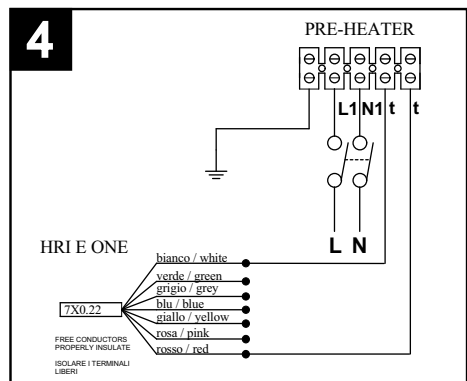 4
PRE-HEATER
L1 N1 t t
L N
HRI E ONE
bianco / white
verde / green
grigio / grey
7X0.22
blu / blue
giallo / yellow
rosa / pink
rosso / red
FREE CONDUCTORS
PROPERLY INSULATE
ISOLARE I TERMINALI
LIBERI